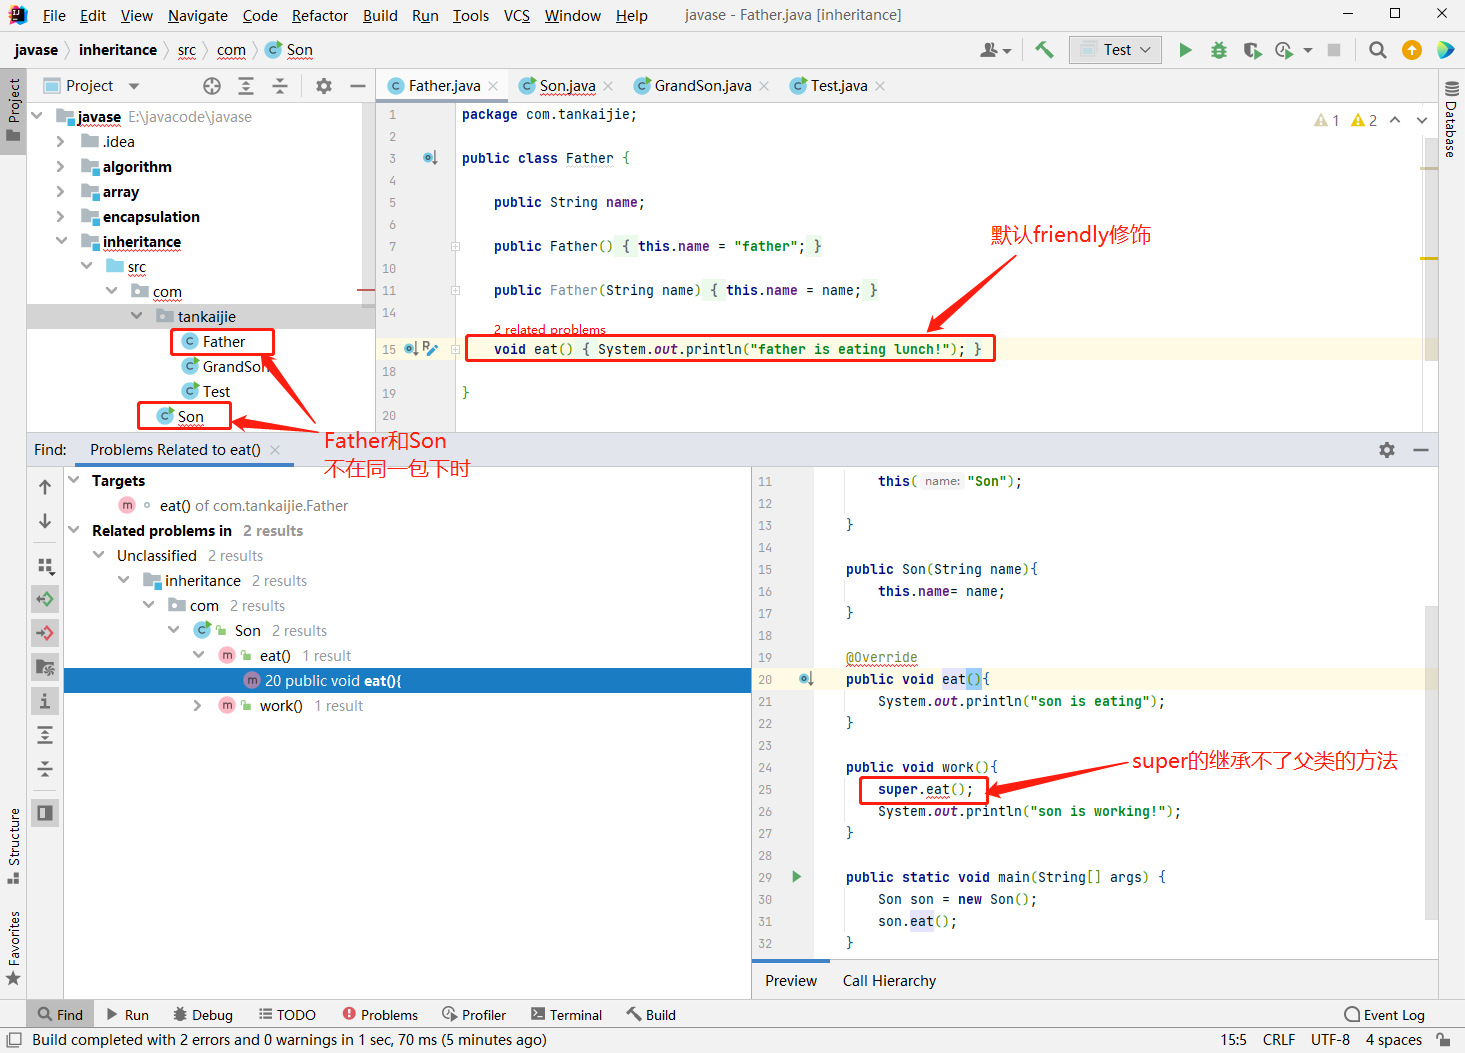 File Edit View Navigate Code Refactor Build Run Tools VCS Window Help javase - Father.java [inheritance]
javase inheritance src com Son Test
Project Father.java Son.java GrandSon.java Test.java
Project
Database
javase E:\javacode\javase
.idea
algorithm
array
encapsulation
inheritance
src
com
tankaijie
Father
GrandSon
Test
Son
1 package com.tankaijie;
2
3 public class Father {
4
5 public String name;
6
7 public Father() { this.name = "father"; }
10
11 public Father(String name) { this.name = name; }
14
2 related problems
15 void eat() { System.out.println("father is eating lunch!"); }
18
19 }
20
1 2
默认friendly修饰
Father和Son
不在同一包下时
Find: Problems Related to eat()
Targets
eat() of com.tankaijie.Father
Related problems in 2 results
Unclassified 2 results
inheritance 2 results
com 2 results
Son 2 results
eat() 1 result
20 public void eat(){
work() 1 result
11 this( name: "Son");
12
13 }
14
15 public Son(String name){
16 this.name= name;
17 }
18
19 @Override
20 public void eat(){
21 System.out.println("son is eating");
22 }
23
24 public void work(){
25 super.eat();
26 System.out.println("son is working!");
27 }
28
29 public static void main(String[] args) {
30 Son son = new Son();
31 son.eat();
32 }
super的继承不了父类的方法
Preview Call Hierarchy
Structure
Favorites
Find Run Debug TODO Problems Profiler Terminal Build Event Log
Build completed with 2 errors and 0 warnings in 1 sec, 70 ms (5 minutes ago) 15:5 CRLF UTF-8 4 spaces